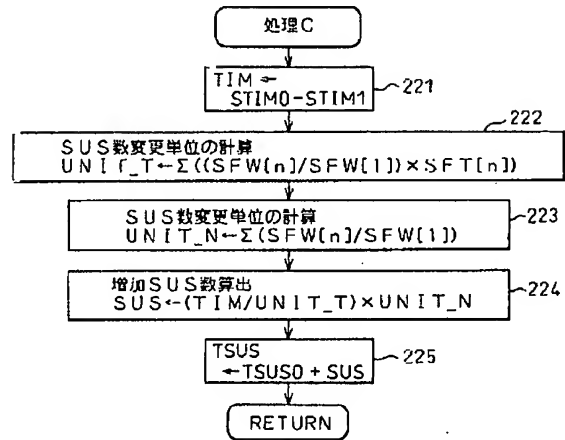 処理C
TIM←
STIM0-STIM1
221
222
SUS数変更単位の計算
UNIT_T←Σ((SFW[n]/SFW[1])×SFT[n])
SUS数変更単位の計算
UNIT_N←Σ(SFW[n]/SFW[1])
223
増加SUS数算出
SUS←(TIM/UNIT_T)×UNIT_N
224
TSUS
←TSUS0+SUS
225
RETURN